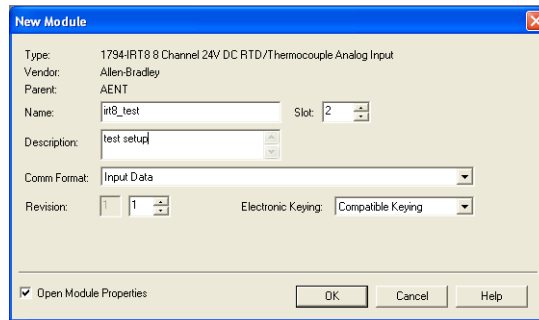 New Module
Type: 1794-IRT8 8 Channel 24V DC RTD/Thermocouple Analog Input
Vendor: Allen-Bradley
Parent: AENT
Name: irt8_test Slot: 2
Description: test setup
Comm Format: Input Data
Revision: 1 1 Electronic Keying: Compatible Keying
Open Module Properties OK Cancel Help